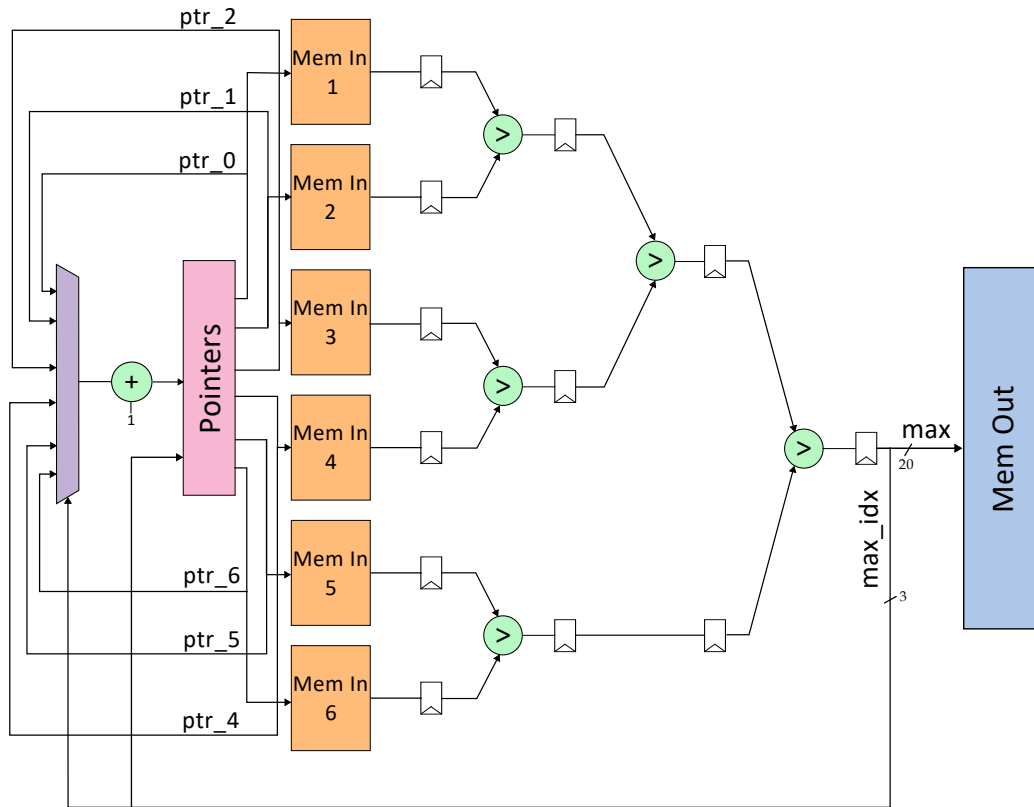 ptr_2
ptr_1
ptr_0
Mem In
1
>
Mem In
2
>
Mem In
3
+
1
Pointers
>
Mem In
4
>
max
20
Mem Out
max_idx
3
Mem In
5
ptr_6
>
ptr_5
Mem In
6
ptr_4